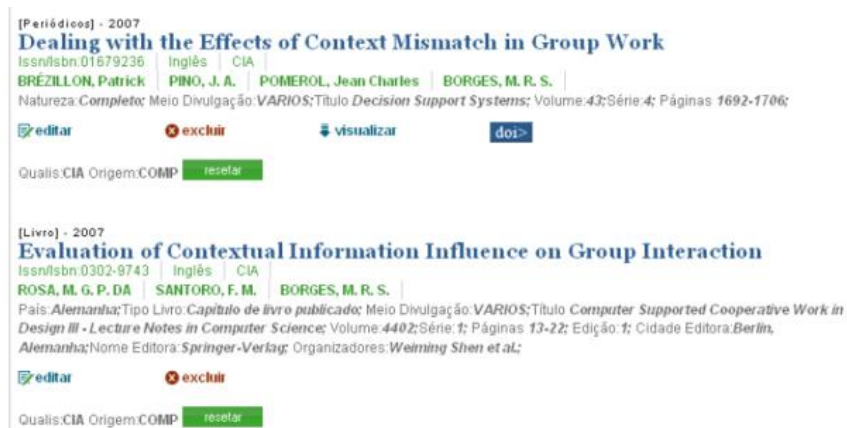 [Periódicos] - 2007
Dealing with the Effects of Context Mismatch in Group Work
Issn/Isbn:01679236 Inglês CIA
BRÉZILLON, Patrick PINO, J. A. POMEROL, Jean Charles BORGES, M. R. S.
Natureza:Completo; Meio Divulgação:VARIOS;Título Decision Support Systems; Volume:43;Série:4; Páginas 1692-1706;
editar excluir visualizar doi>
Qualis:CIA Origem:COMP resetar
[Livro] - 2007
Evaluation of Contextual Information Influence on Group Interaction
Issn/Isbn:0302-9743 Inglês CIA
ROSA, M. G. P. DA SANTORO, F. M. BORGES, M. R. S.
País:Alemanha;Tipo Livro:Capítulo de livro publicado; Meio Divulgação:VARIOS;Título Computer Supported Cooperative Work in
Design III - Lecture Notes in Computer Science; Volume:4402;Série:1; Páginas 13-22; Edição:1; Cidade Editora:Berlin,
Alemanha;Nome Editora:Springer-Verlag; Organizadores:Weiming Shen et al.;
editar excluir
Qualis:CIA Origem:COMP resetar